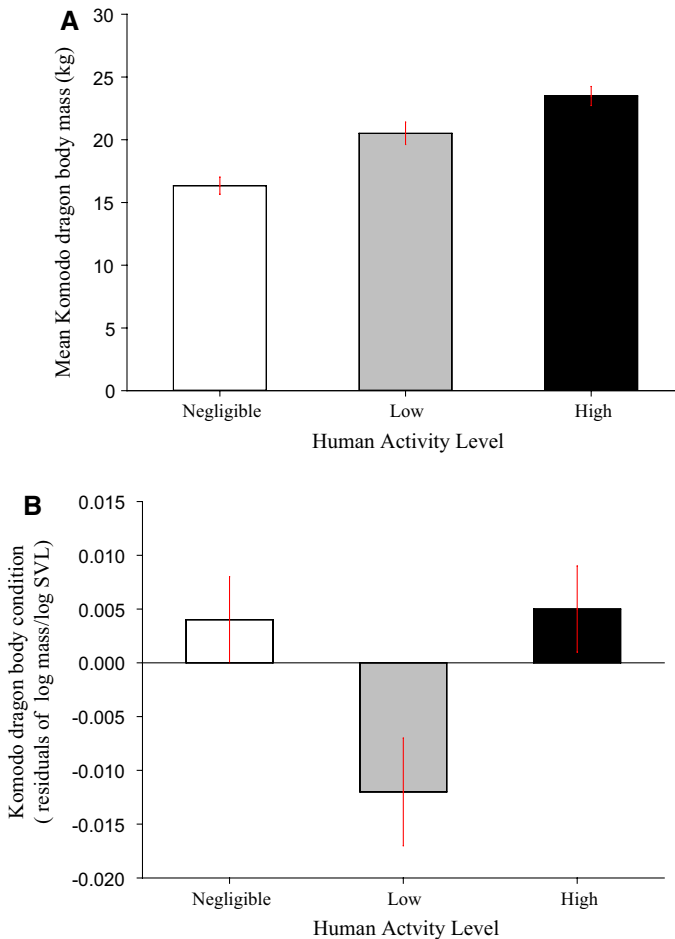 A
Mean Komodo dragon body mass (kg)
30
25
20
15
10
5
0
Negligible Low High
Human Activity Level
B
Komodo dragon body condition
( residuals of log mass/log SVL)
0.015
0.010
0.005
0.000
-0.005
-0.010
-0.015
-0.020
Negligible Low High
Human Actvity Level